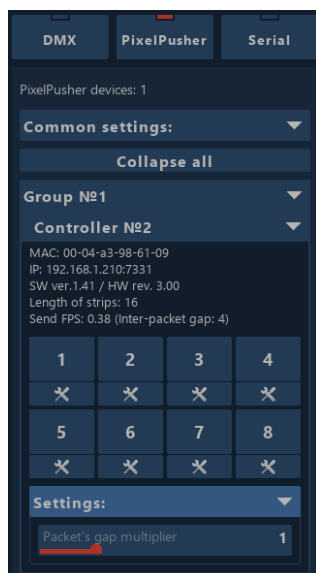 DMX PixelPusher Serial
PixelPusher devices: 1
Common settings:
Collapse all
Group №1
Controller №2
MAC: 00-04-a3-98-61-09
IP: 192.168.1.210:7331
SW ver.1.41 / HW rev. 3.00
Length of strips: 16
Send FPS: 0.38 (Inter-packet gap: 4)
1 2 3 4
5 6 7 8
Settings:
Packet's gap multiplier 1